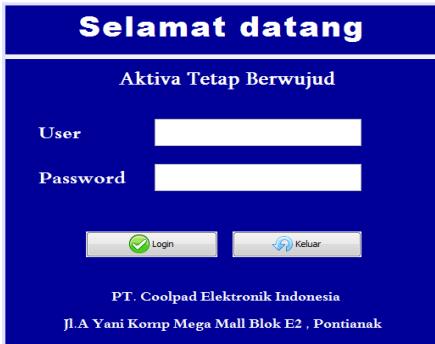 Selamat datang
Aktiva Tetap Berwujud
User
Password
Login Keluar
PT. Coolpad Elektronik Indonesia
Jl.A Yani Komp Mega Mall Blok E2 , Pontianak